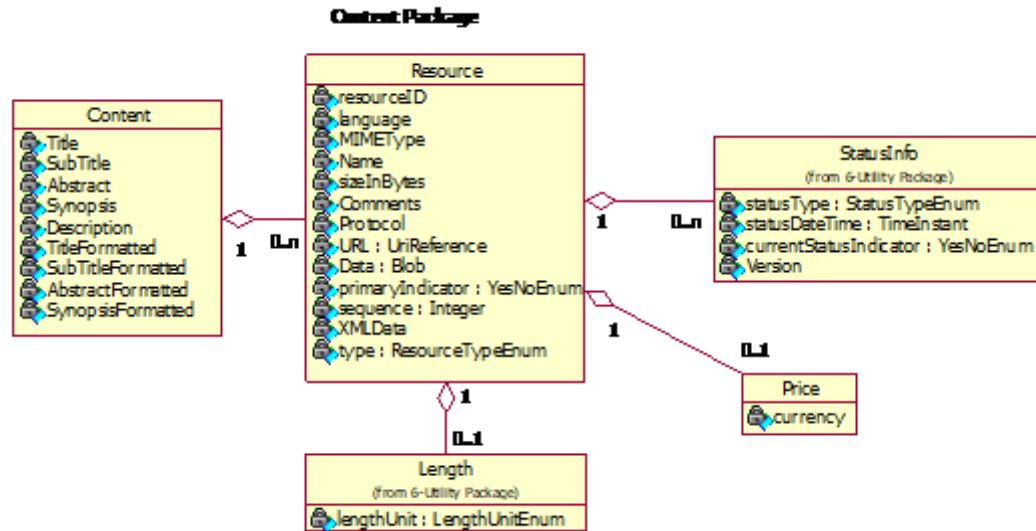 Content Package
Content
Title
SubTitle
Abstract
Synopsis
Description
TitleFormatted
SubTitleFormatted
AbstractFormatted
SynopsisFormatted
1
0..n
Resource
resourceID
language
MIMEType
Name
sizeInBytes
Comments
Protocol
URL : UriReference
Data : Blob
primaryIndicator : YesNoEnum
sequence : Integer
XMLData
type : ResourceTypeEnum
1
0..n
StatusInfo
(from 6-Utility Package)
statusType : StatusTypeEnum
statusDateTime : TimeInstant
currentStatusIndicator : YesNoEnum
Version
1
0..1
Price
currency
1
0..1
Length
(from 6-Utility Package)
lengthUnit : LengthUnitEnum